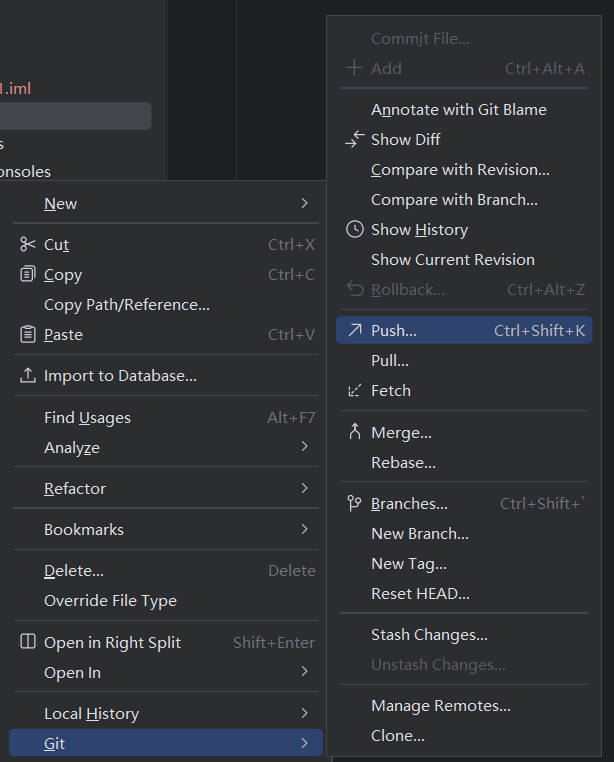 1.iml
s
onsoles
New
Cut Ctrl+X
Copy Ctrl+C
Copy Path/Reference...
Paste Ctrl+V
Import to Database...
Find Usages Alt+F7
Analyze
Refactor
Bookmarks
Delete... Delete
Override File Type
Open in Right Split Shift+Enter
Open In
Local History
Git
Commit File...
Add Ctrl+Alt+A
Annotate with Git Blame
Show Diff
Compare with Revision...
Compare with Branch...
Show History
Show Current Revision
Rollback... Ctrl+Alt+Z
Push... Ctrl+Shift+K
Pull...
Fetch
Merge...
Rebase...
Branches... Ctrl+Shift+`
New Branch...
New Tag...
Reset HEAD...
Stash Changes...
Unstash Changes...
Manage Remotes...
Clone...